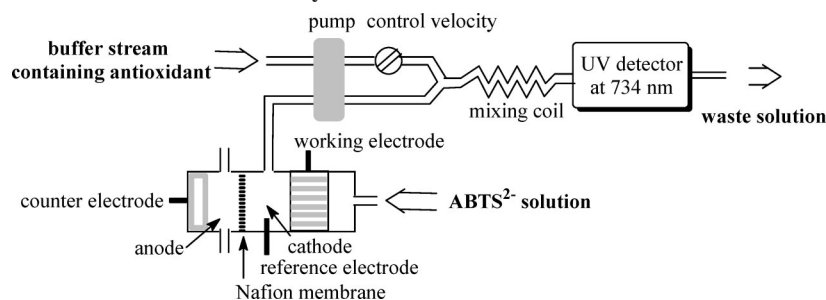 pump control velocity
buffer stream
containing antioxidant
UV detector
at 734 nm
mixing coil
waste solution
working electrode
counter electrode
ABTS²⁻ solution
anode
cathode
reference electrode
Nafion membrane